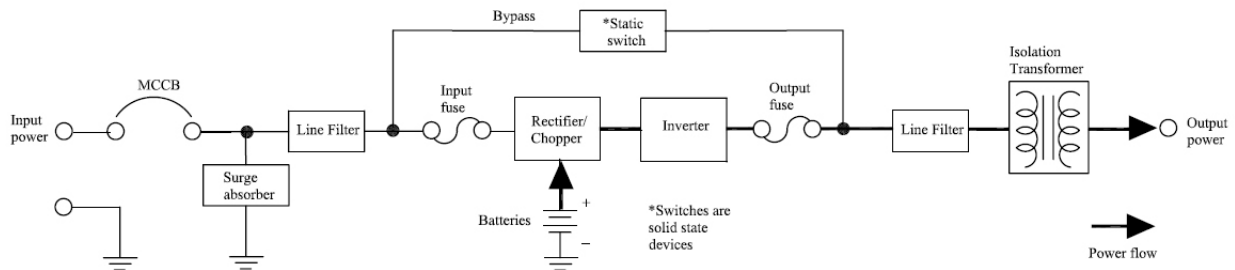 Bypass
*Static
switch
Isolation
Transformer
MCCB
Input
fuse
Output
fuse
Input
power
Line Filter
Rectifier/
Chopper
Inverter
Line Filter
Output
power
Surge
absorber
Batteries
+
−
*Switches are
solid state
devices
Power flow